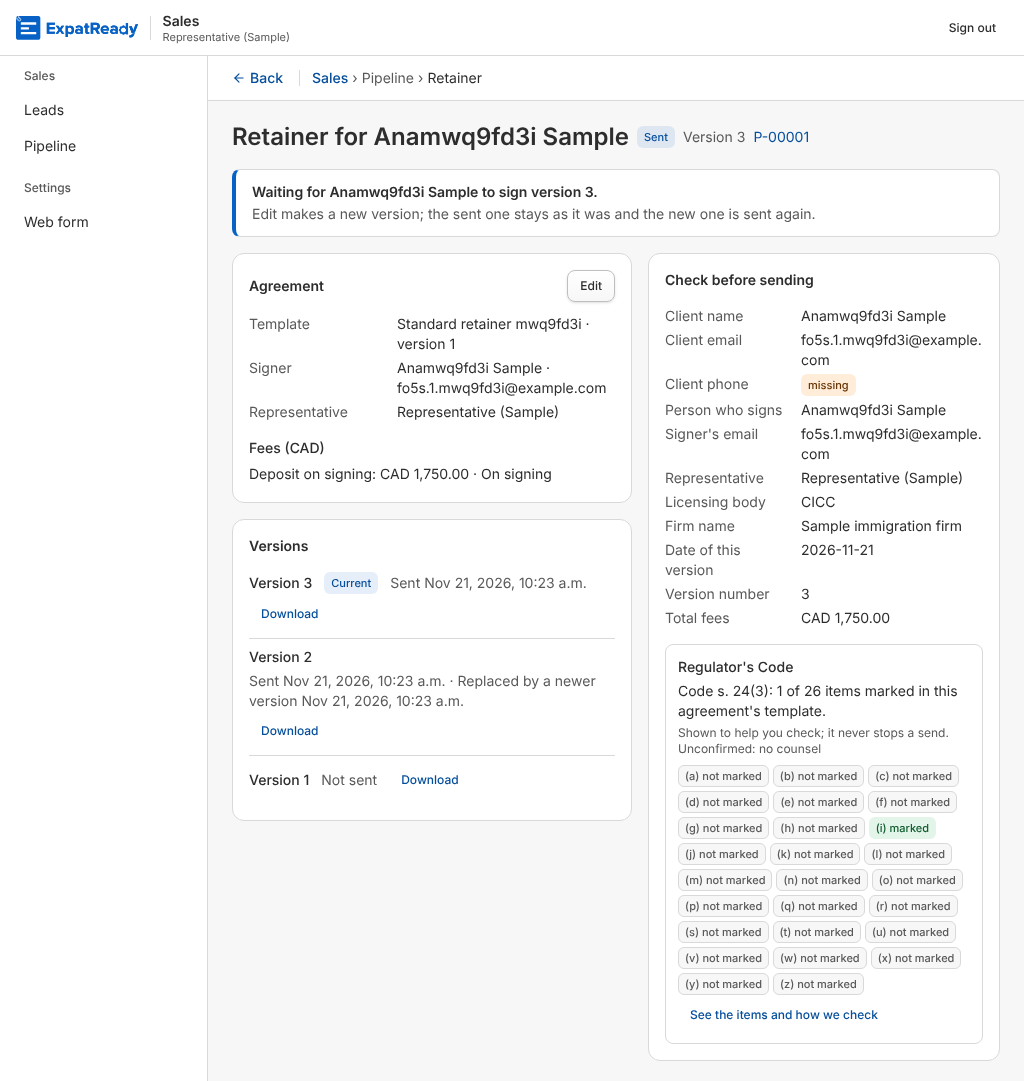 ExpatReady
Sales
Representative (Sample)
Sign out
Sales
Leads
Pipeline
Settings
Web form
← Back
Sales › Pipeline › Retainer
Retainer for Anamwq9fd3i Sample Sent Version 3 P-00001
Waiting for Anamwq9fd3i Sample to sign version 3.
Edit makes a new version; the sent one stays as it was and the new one is sent again.
Agreement
Edit
Template Standard retainer mwq9fd3i ·
version 1
Signer Anamwq9fd3i Sample ·
fo5s.1.mwq9fd3i@example.com
Representative Representative (Sample)
Fees (CAD)
Deposit on signing: CAD 1,750.00 · On signing
Versions
Version 3 Current Sent Nov 21, 2026, 10:23 a.m.
Download
Version 2
Sent Nov 21, 2026, 10:23 a.m. · Replaced by a newer
version Nov 21, 2026, 10:23 a.m.
Download
Version 1 Not sent Download
Check before sending
Client name Anamwq9fd3i Sample
Client email fo5s.1.mwq9fd3i@example.
com
Client phone missing
Person who signs Anamwq9fd3i Sample
Signer's email fo5s.1.mwq9fd3i@example.
com
Representative Representative (Sample)
Licensing body CICC
Firm name Sample immigration firm
Date of this 2026-11-21
version
Version number 3
Total fees CAD 1,750.00
Regulator's Code
Code s. 24(3): 1 of 26 items marked in this
agreement's template.
Shown to help you check; it never stops a send.
Unconfirmed: no counsel
(a) not marked (b) not marked (c) not marked
(d) not marked (e) not marked (f) not marked
(g) not marked (h) not marked (i) marked
(j) not marked (k) not marked (l) not marked
(m) not marked (n) not marked (o) not marked
(p) not marked (q) not marked (r) not marked
(s) not marked (t) not marked (u) not marked
(v) not marked (w) not marked (x) not marked
(y) not marked (z) not marked
See the items and how we check